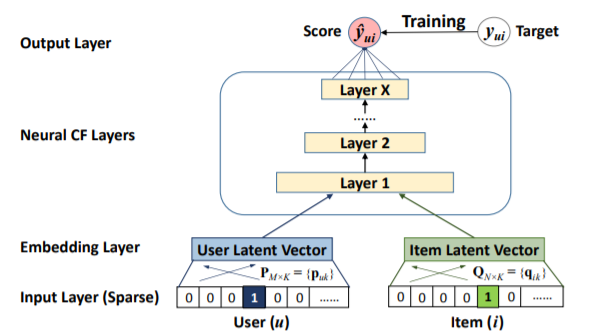 Output Layer
Score ŷui Training yui Target
Layer X
......
Neural CF Layers
Layer 2
Layer 1
Embedding Layer
User Latent Vector
Item Latent Vector
PM×K = {puk}
QN×K = {qik}
Input Layer (Sparse)
0 0 0 1 0 0 ......
0 0 0 0 1 0 ......
User (u)
Item (i)